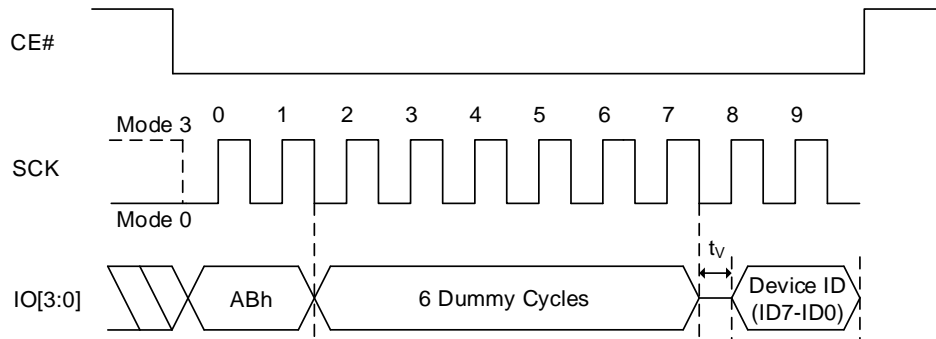 CE#
0 1 2 3 4 5 6 7 8 9
Mode 3
SCK
Mode 0
tV
IO[3:0]
ABh
6 Dummy Cycles
Device ID
(ID7-ID0)